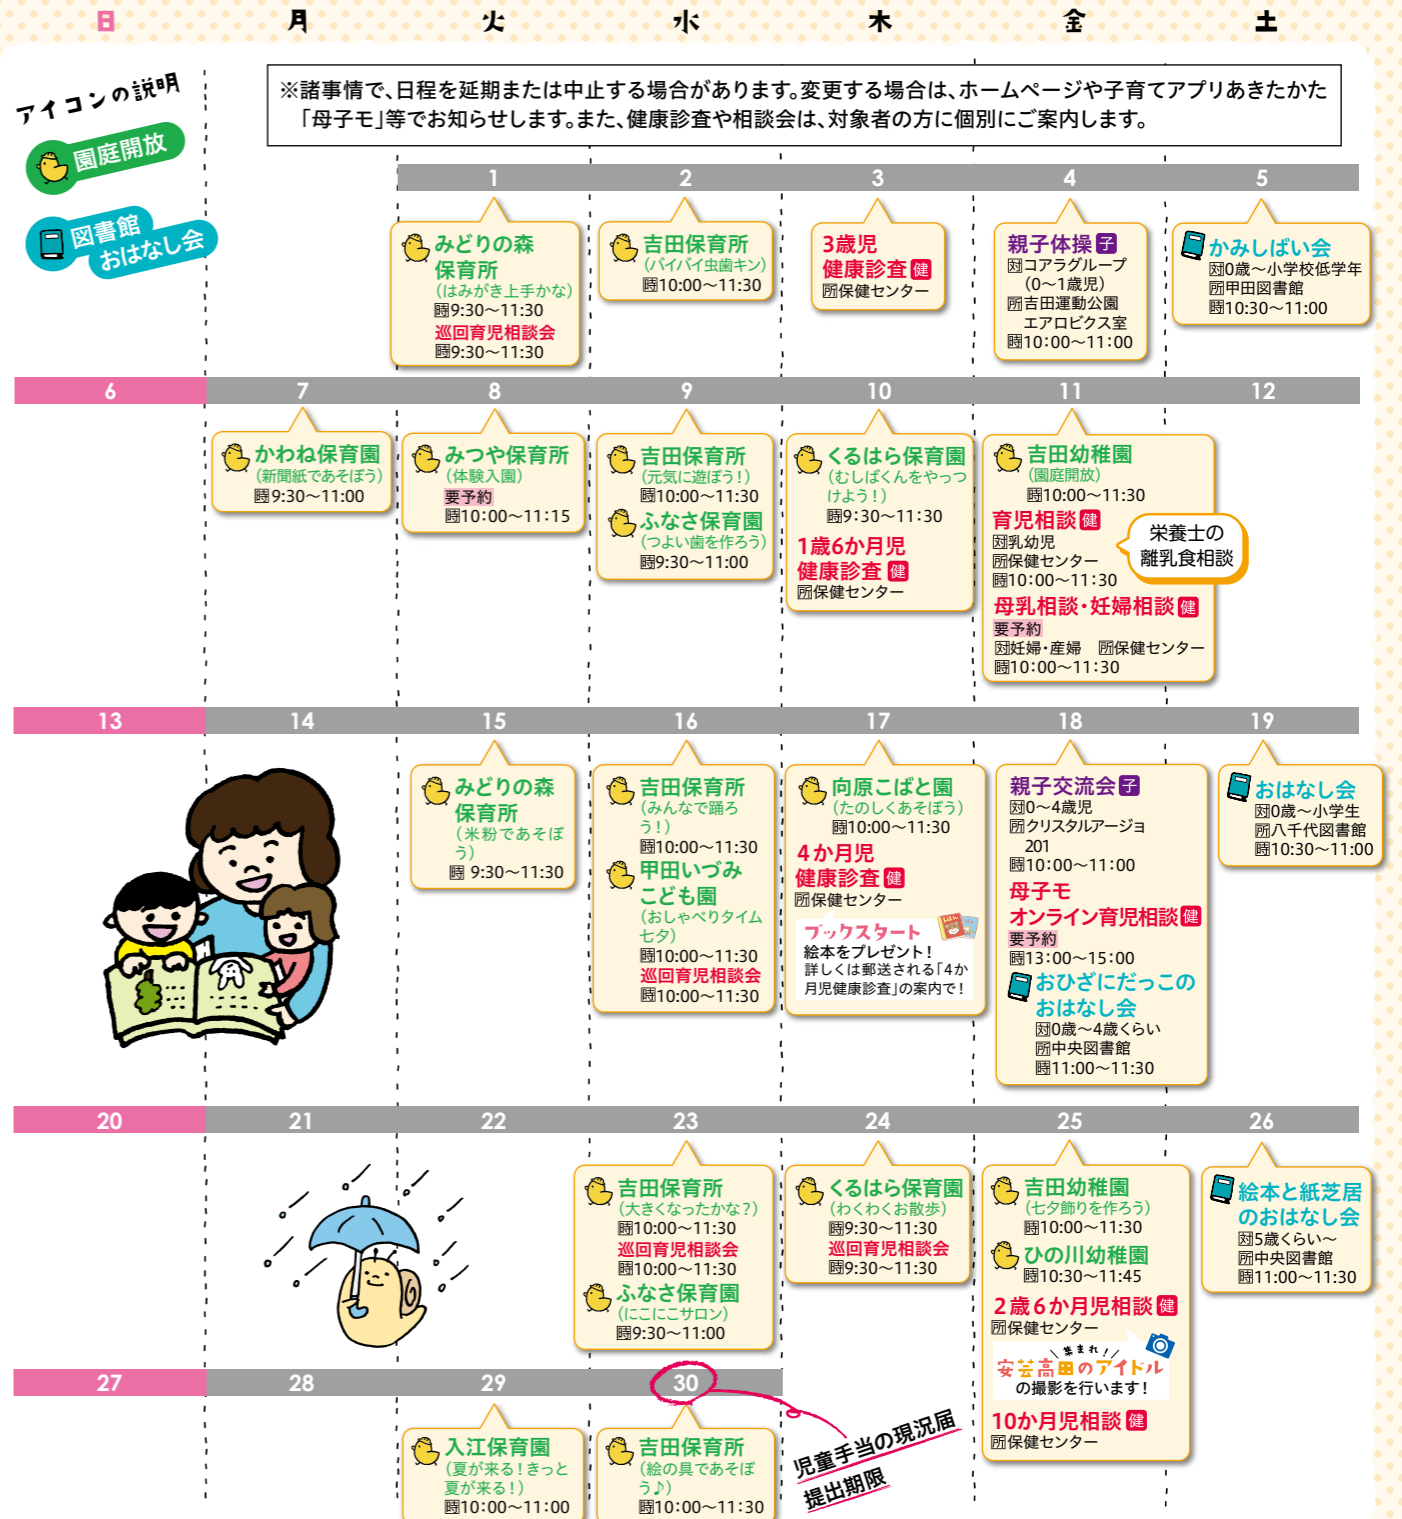 日 月 火 水 木 金 土
アイコンの説明
園庭開放
図書館
おはなし会
※諸事情で、日程を延期または中止する場合があります。変更する場合は、ホームページや子育てアプリあきたかた
「母子モ」等でお知らせします。また、健康診査や相談会は、対象者の方に個別にご案内します。
1 2 3 4 5
みどりの森
保育所
(はみがき上手かな)
時9:30〜11:30
巡回育児相談会
時9:30〜11:30
吉田保育所
(バイバイ虫歯キン)
時10:00〜11:30
3歳児
健康診査 健
所保健センター
親子体操 子
対コアラグループ
(0〜1歳児)
所吉田運動公園
エアロビクス室
時10:00〜11:00
かみしばい会
対0歳〜小学校低学年
所甲田図書館
時10:30〜11:00
6 7 8 9 10 11 12
かわね保育園
(新聞紙であそぼう)
時9:30〜11:00
みつや保育所
(体験入園)
要予約
時10:00〜11:15
吉田保育所
(元気に遊ぼう!)
時10:00〜11:30
ふなさ保育園
(つよい歯を作ろう)
時9:30〜11:00
くるはら保育園
(むしばくんをやっつ
けよう!)
時9:30〜11:30
1歳6か月児
健康診査 健
所保健センター
吉田幼稚園
(園庭開放)
時10:00〜11:30
育児相談 健
対乳幼児
所保健センター
時10:00〜11:30
栄養士の
離乳食相談
母乳相談・妊婦相談 健
要予約
対妊婦・産婦 所保健センター
時10:00〜11:30
13 14 15 16 17 18 19
みどりの森
保育所
(米粉であそぼ
う)
時 9:30〜11:30
吉田保育所
(みんなで踊ろ
う!)
時10:00〜11:30
甲田いづみ
こども園
(おしゃべりタイム
七夕)
時10:00〜11:30
巡回育児相談会
時10:00〜11:30
向原こばと園
(たのしくあそぼう)
時10:00〜11:30
4か月児
健康診査 健
所保健センター
ブックスタート
絵本をプレゼント!
詳しくは郵送される「4か
月児健康診査」の案内で!
親子交流会 子
対0〜4歳児
所クリスタルアージョ
201
時10:00〜11:00
母子モ
オンライン育児相談 健
要予約
時13:00〜15:00
おひざにだっこの
おはなし会
対0歳〜4歳くらい
所中央図書館
時11:00〜11:30
おはなし会
対0歳〜小学生
所八千代図書館
時10:30〜11:00
20 21 22 23 24 25 26
吉田保育所
(大きくなったかな?)
時10:00〜11:30
巡回育児相談会
時10:00〜11:30
ふなさ保育園
(にこにこサロン)
時9:30〜11:00
くるはら保育園
(わくわくお散歩)
時9:30〜11:30
巡回育児相談会
時9:30〜11:30
吉田幼稚園
(七夕飾りを作ろう)
時10:00〜11:30
ひの川幼稚園
時10:30〜11:45
2歳6か月児相談 健
所保健センター
集まれ!
安芸高田のアイドル
の撮影を行います!
10か月児相談 健
所保健センター
絵本と紙芝居
のおはなし会
対5歳くらい〜
所中央図書館
時11:00〜11:30
27 28 29 30
入江保育園
(夏が来る!きっと
夏が来る!)
時10:00〜11:00
吉田保育所
(絵の具であそぼ
う♪)
時10:00〜11:30
児童手当の現況届
提出期限